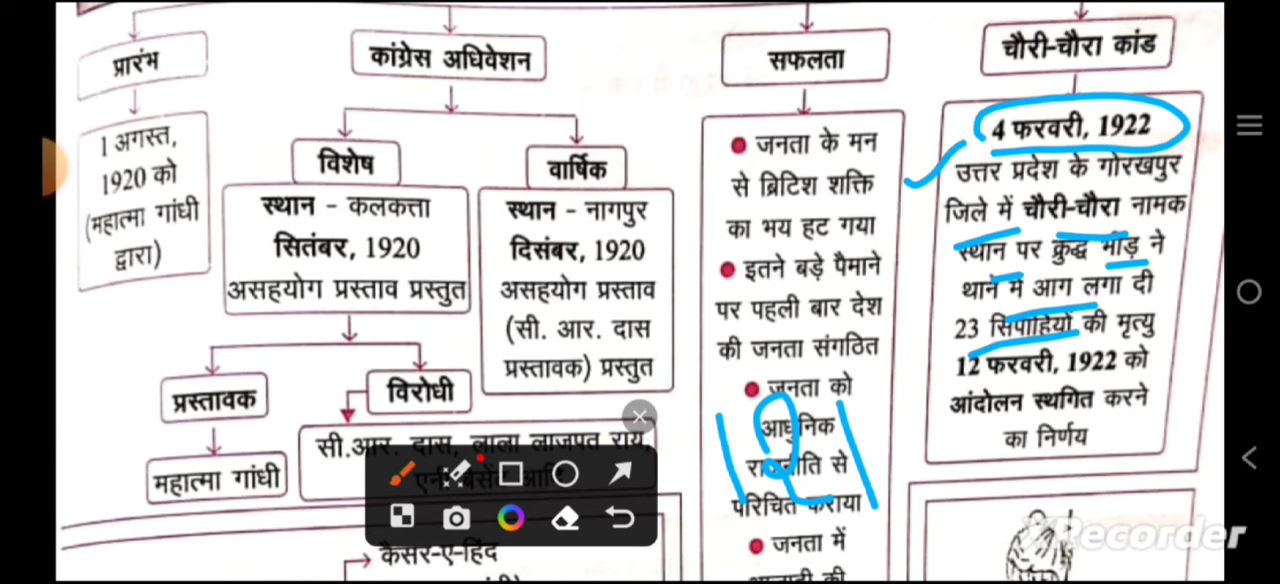 प्रारंभ
1 अगस्त,
1920 को
(महात्मा गांधी
द्वारा)
कांग्रेस अधिवेशन
विशेष
स्थान - कलकत्ता
सितंबर, 1920
असहयोग प्रस्ताव प्रस्तुत
वार्षिक
स्थान - नागपुर
दिसंबर, 1920
असहयोग प्रस्ताव
(सी. आर. दास
प्रस्तावक) प्रस्तुत
प्रस्तावक
महात्मा गांधी
विरोधी
सी.आर. दास, लाला लाजपत राय,
सफलता
जनता के मन
से ब्रिटिश शक्ति
का भय हट गया
इतने बड़े पैमाने
पर पहली बार देश
की जनता संगठित
जनता को
आधुनिक
राजनीति से
परिचित कराया
जनता में
चौरी-चौरा कांड
4 फरवरी, 1922
उत्तर प्रदेश के गोरखपुर
जिले में चौरी-चौरा नामक
स्थान पर क्रुद्ध भीड़ ने
थाने में आग लगा दी
23 सिपाहियों की मृत्यु
12 फरवरी, 1922 को
आंदोलन स्थगित करने
का निर्णय
कैसर-ए-हिंद
121
XRecorder